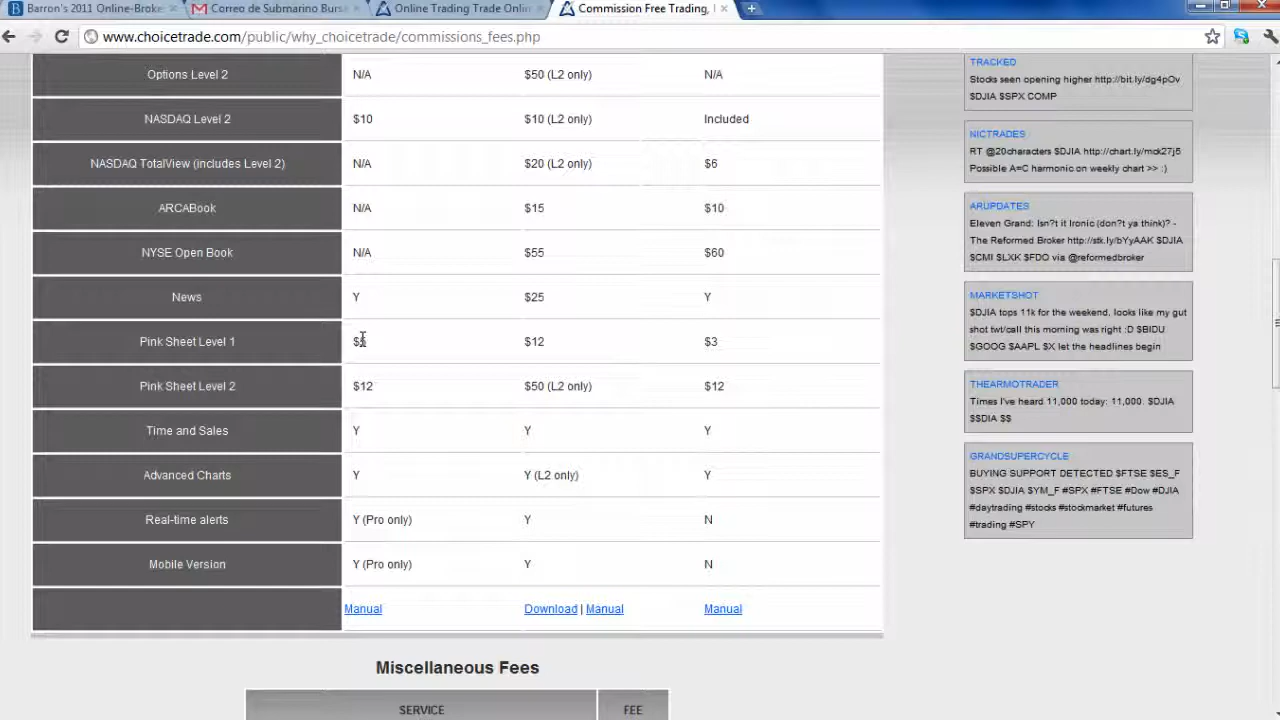 Barron's 2011 Online-Broke
Correo de Submarino Burs
Online Trading Trade Onlin
Commission Free Trading,
www.choicetrade.com/public/why_choicetrade/commissions_fees.php
Options Level 2 N/A $50 (L2 only) N/A
NASDAQ Level 2 $10 $10 (L2 only) Included
NASDAQ TotalView (includes Level 2) N/A $20 (L2 only) $6
ARCABook N/A $15 $10
NYSE Open Book N/A $55 $60
News Y $25 Y
Pink Sheet Level 1 $12 $3
Pink Sheet Level 2 $12 $50 (L2 only) $12
Time and Sales Y Y Y
Advanced Charts Y Y (L2 only) Y
Real-time alerts Y (Pro only) Y N
Mobile Version Y (Pro only) Y N
Manual Download | Manual Manual
Miscellaneous Fees
SERVICE FEE
TRACKED
Stocks seen opening higher http://bit.ly/dg4pOv
$DJIA $SPX COMP
NICTRADES
RT @20characters $DJIA http://chart.ly/mck27j5
Possible A=C harmonic on weekly chart >> :)
ARUPDATES
Eleven Grand: Isn?t it Ironic (don?t ya think)? -
The Reformed Broker http://stk.ly/bYyAAK $DJIA
$CMI $LXK $FDO via @reformedbroker
MARKETSHOT
$DJIA tops 11k for the weekend, looks like my gut
shot twt/call this morning was right :D $BIDU
$GOOG $AAPL $X let the headlines begin
THEARMOTRADER
Times I've heard 11,000 today: 11,000. $DJIA
$$DIA $$
GRANDSUPERCYCLE
BUYING SUPPORT DETECTED $FTSE $ES_F
$SPX $DJIA $YM_F #SPX #FTSE #Dow #DJIA
#daytrading #stocks #stockmarket #futures
#trading #SPY